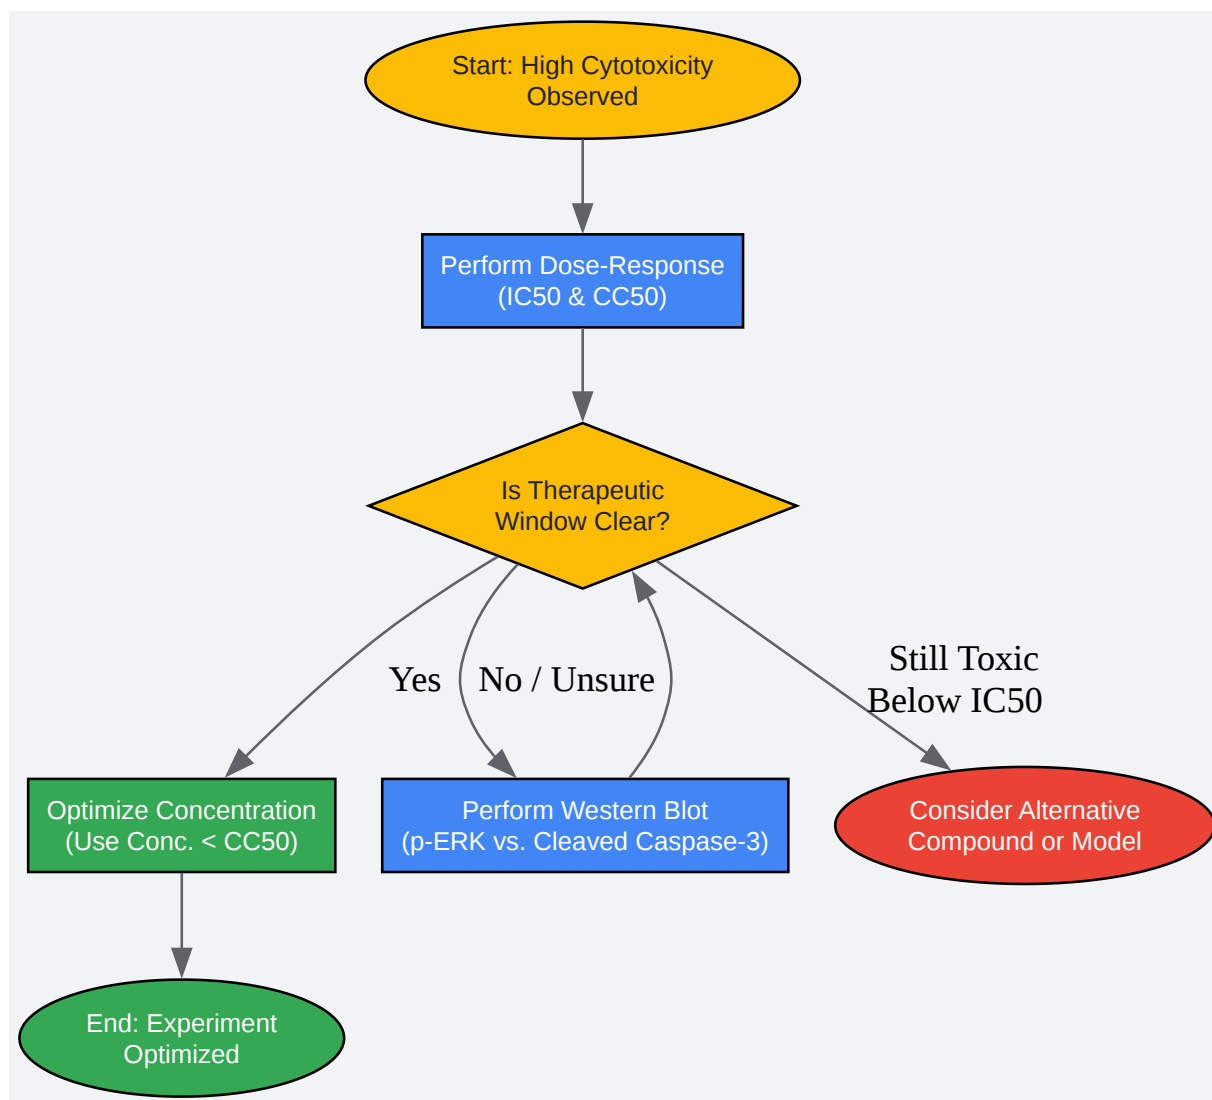 Start: High Cytotoxicity
Observed
Perform Dose-Response
(IC50 & CC50)
Is Therapeutic
Window Clear?
Yes
No / Unsure
Still Toxic
Below IC50
Optimize Concentration
(Use Conc. < CC50)
Perform Western Blot
(p-ERK vs. Cleaved Caspase-3)
Consider Alternative
Compound or Model
End: Experiment
Optimized